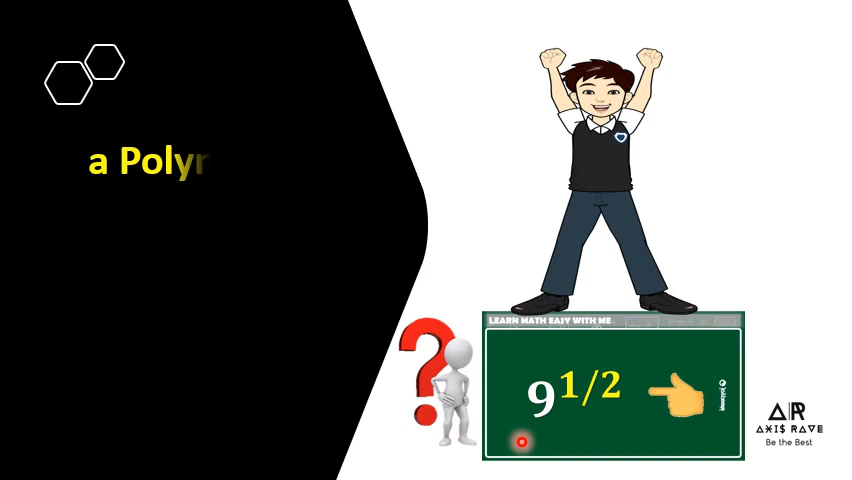 a Poly
LEARN MATH EASY WITH ME
9^1/2
AR
AXI$ RAVE
Be the Best